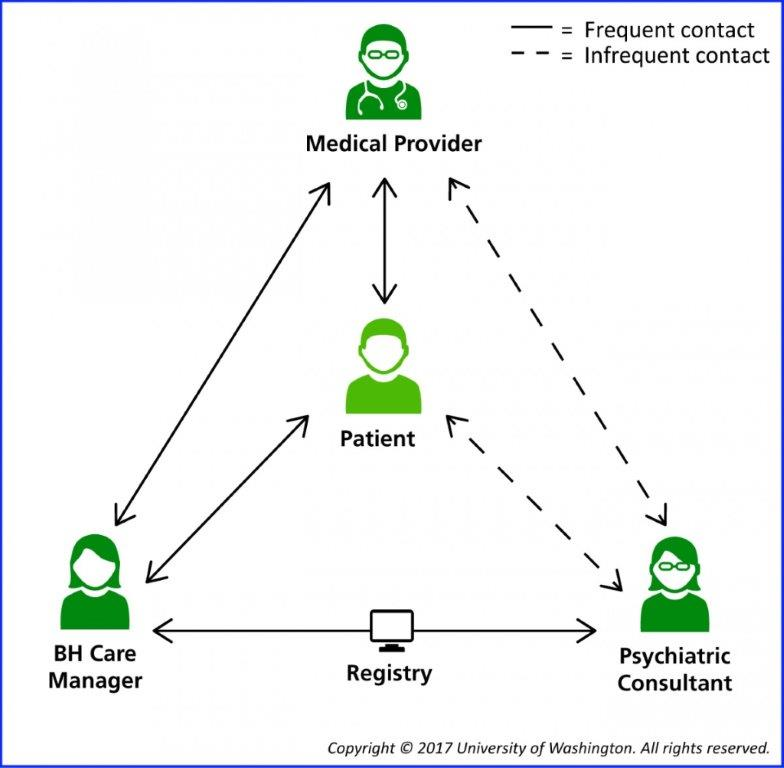 = Frequent contact
= Infrequent contact
Medical Provider
Patient
BH Care
Manager
Registry
Psychiatric
Consultant
Copyright © 2017 University of Washington. All rights reserved.